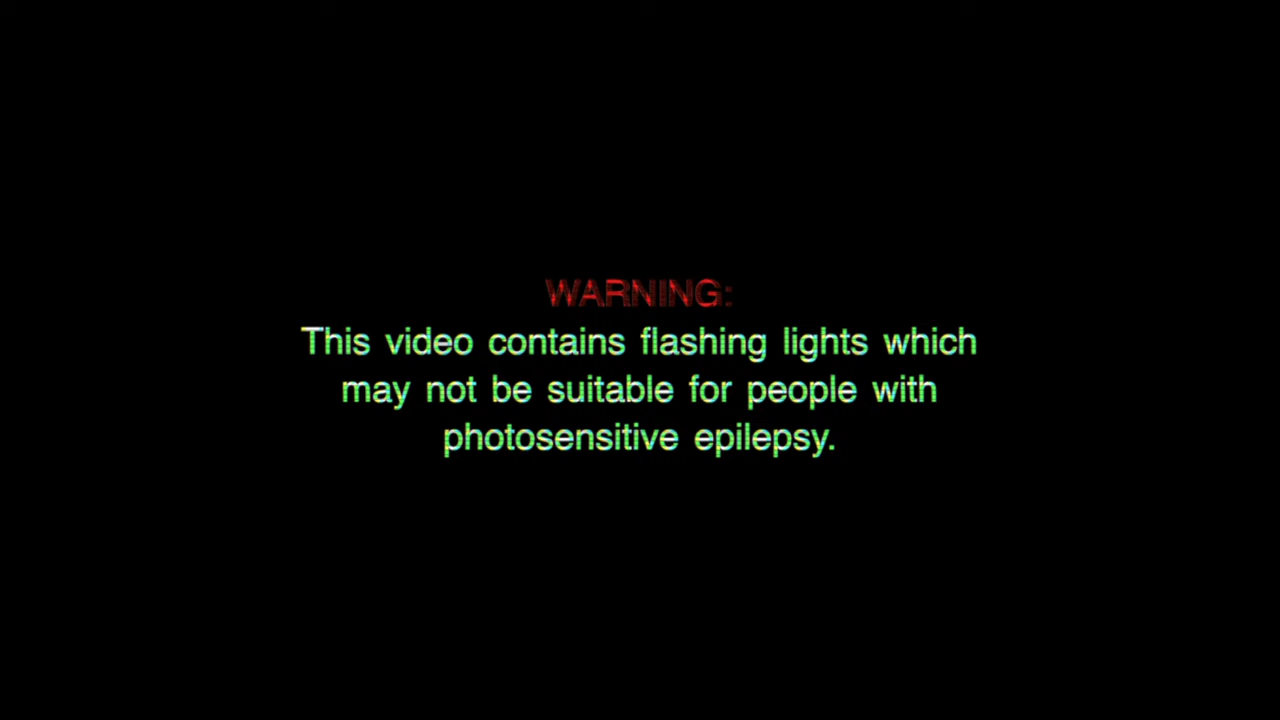 WARNING:
This video contains flashing lights which
may not be suitable for people with
photosensitive epilepsy.